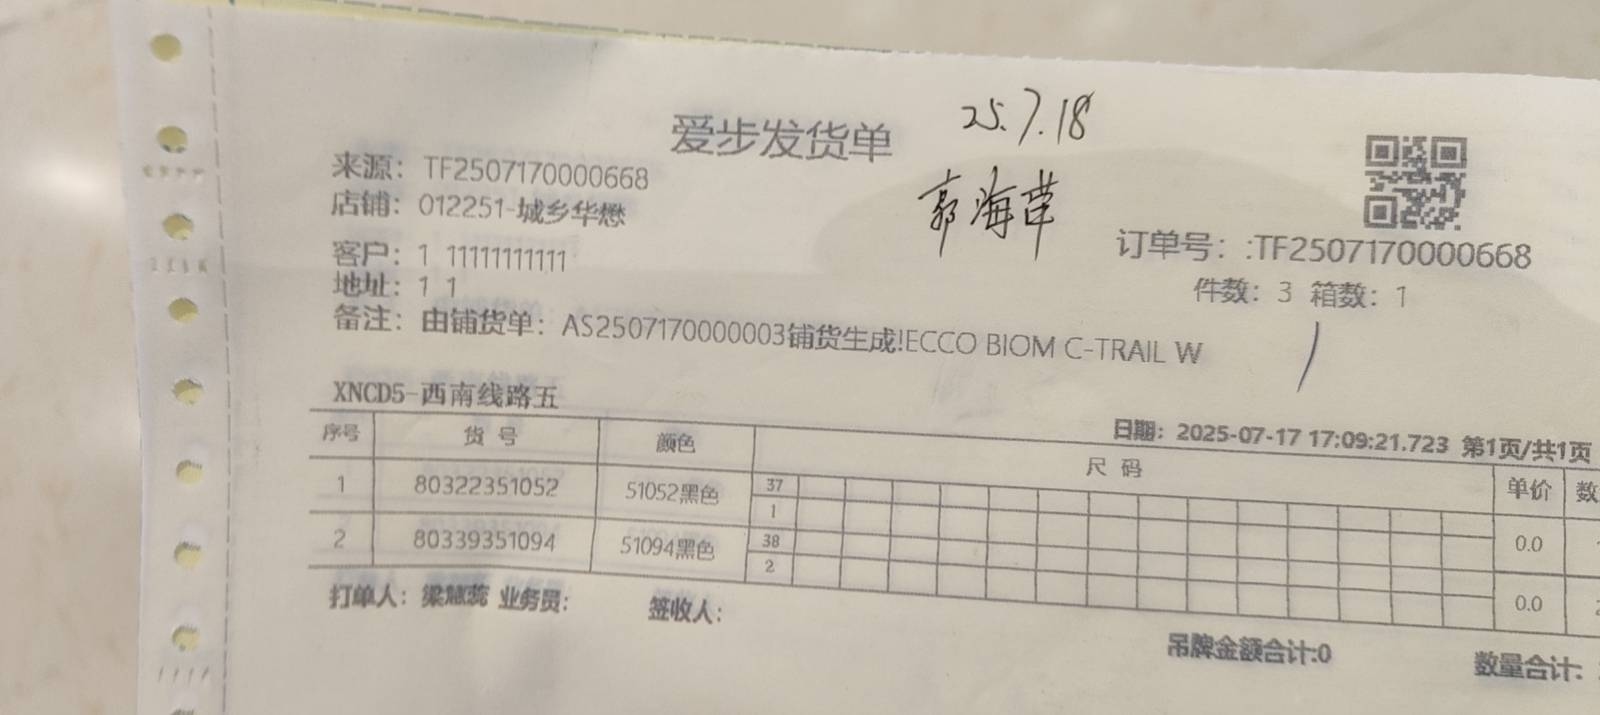 爱步发货单
25.7.18
来源: TF2507170000668
店铺: 012251-城乡华懋
郭海苹
客户: 1 11111111111
订单号: :TF2507170000668
地址: 1 1
件数: 3 箱数: 1
备注: 由铺货单: AS2507170000003铺货生成!ECCO BIOM C-TRAIL W
XNCD5-西南线路五
日期: 2025-07-17 17:09:21.723 第1页/共1页
序号 货 号 颜色 尺 码 单价 数
1 80322351052 51052黑色 37
1 0.0
2 80339351094 51094黑色 38
2 0.0
打单人: 梁慧蕊 业务员: 签收人:
吊牌金额合计:0 数量合计: